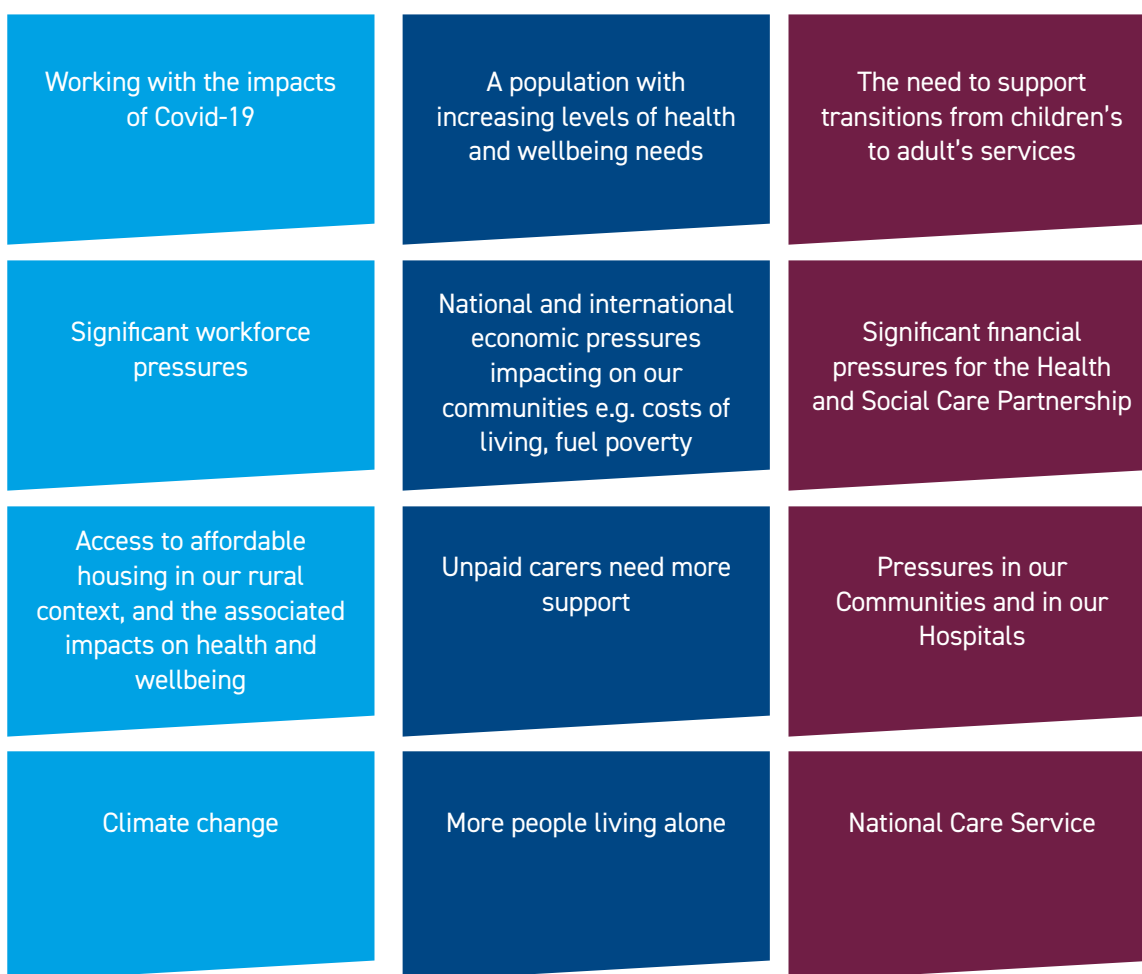 Working with the impacts
of Covid-19
A population with
increasing levels of health
and wellbeing needs
The need to support
transitions from children's
to adult's services
Significant workforce
pressures
National and international
economic pressures
impacting on our
communities e.g. costs of
living, fuel poverty
Significant financial
pressures for the Health
and Social Care Partnership
Access to affordable
housing in our rural
context, and the associated
impacts on health and
wellbeing
Unpaid carers need more
support
Pressures in our
Communities and in our
Hospitals
Climate change
More people living alone
National Care Service